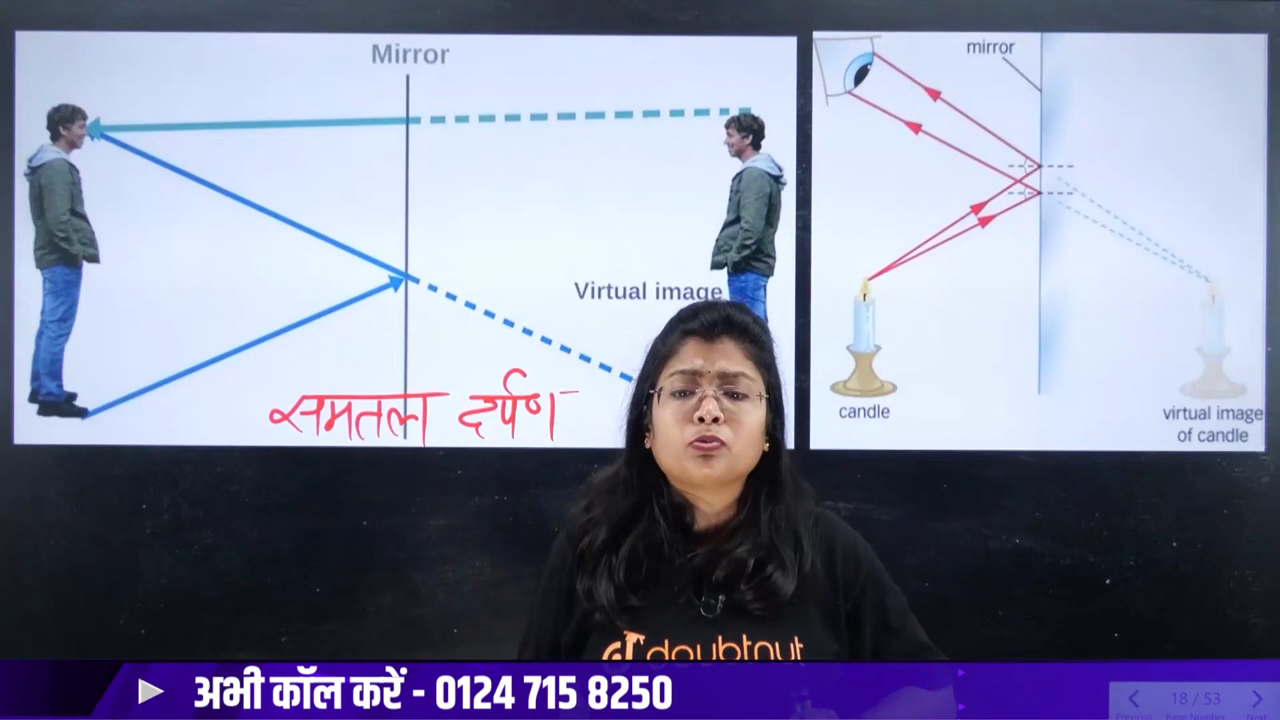 Mirror
Virtual image
समतल दर्पण
mirror
candle
virtual image
of candle
doubtnut
अभी कॉल करें - 0124 715 8250
18 / 53